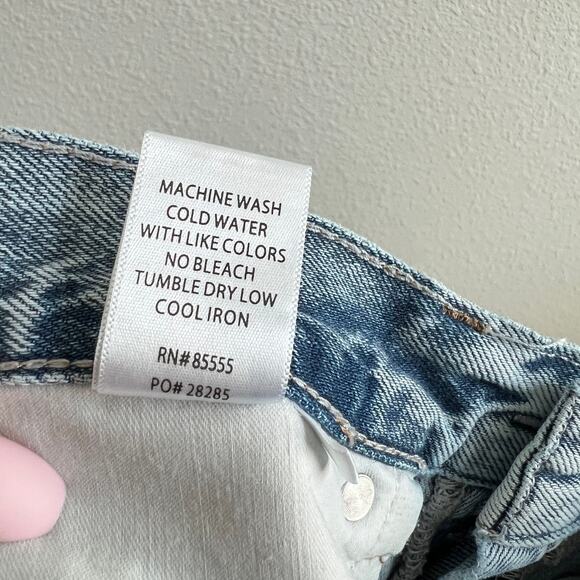 MACHINE WASH
COLD WATER
WITH LIKE COLORS
NO BLEACH
TUMBLE DRY LOW
COOL IRON
RN# 85555
PO# 28285